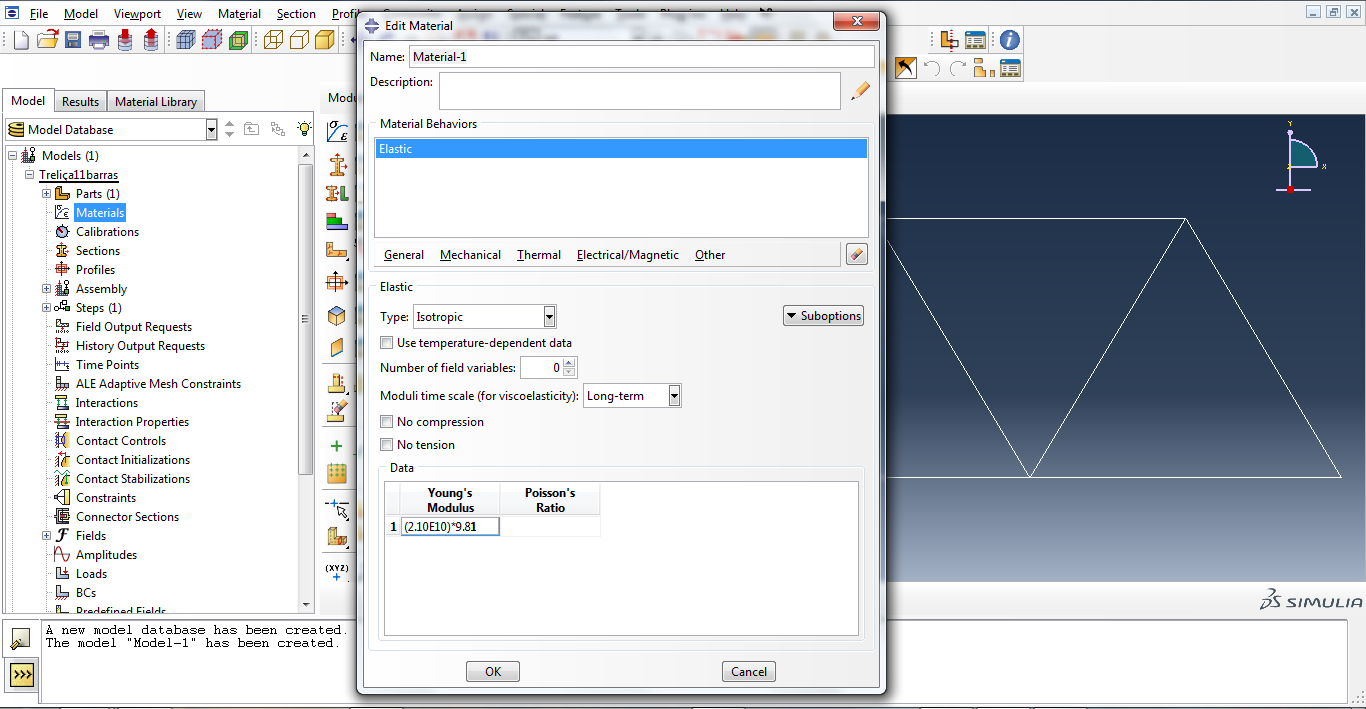 File Model Viewport View Material Section Profi
Edit Material
Name: Material-1
Description:
Material Behaviors
Elastic
General Mechanical Thermal Electrical/Magnetic Other
Elastic
Type: Isotropic
Suboptions
Use temperature-dependent data
Number of field variables: 0
Moduli time scale (for viscoelasticity): Long-term
No compression
No tension
Data
Young's Modulus
Poisson's Ratio
1 (2.10E10)*9.81
OK Cancel
Model Results Material Library
Modu
Model Database
Models (1)
Treliça11barras
Parts (1)
Materials
Calibrations
Sections
Profiles
Assembly
Steps (1)
Field Output Requests
History Output Requests
Time Points
ALE Adaptive Mesh Constraints
Interactions
Interaction Properties
Contact Controls
Contact Initializations
Contact Stabilizations
Constraints
Connector Sections
Fields
Amplitudes
Loads
BCs
Predefined Fields
(XYZ)
Y
X
SIMULIA
A new model database has been created.
The model "Model-1" has been created.
>>>